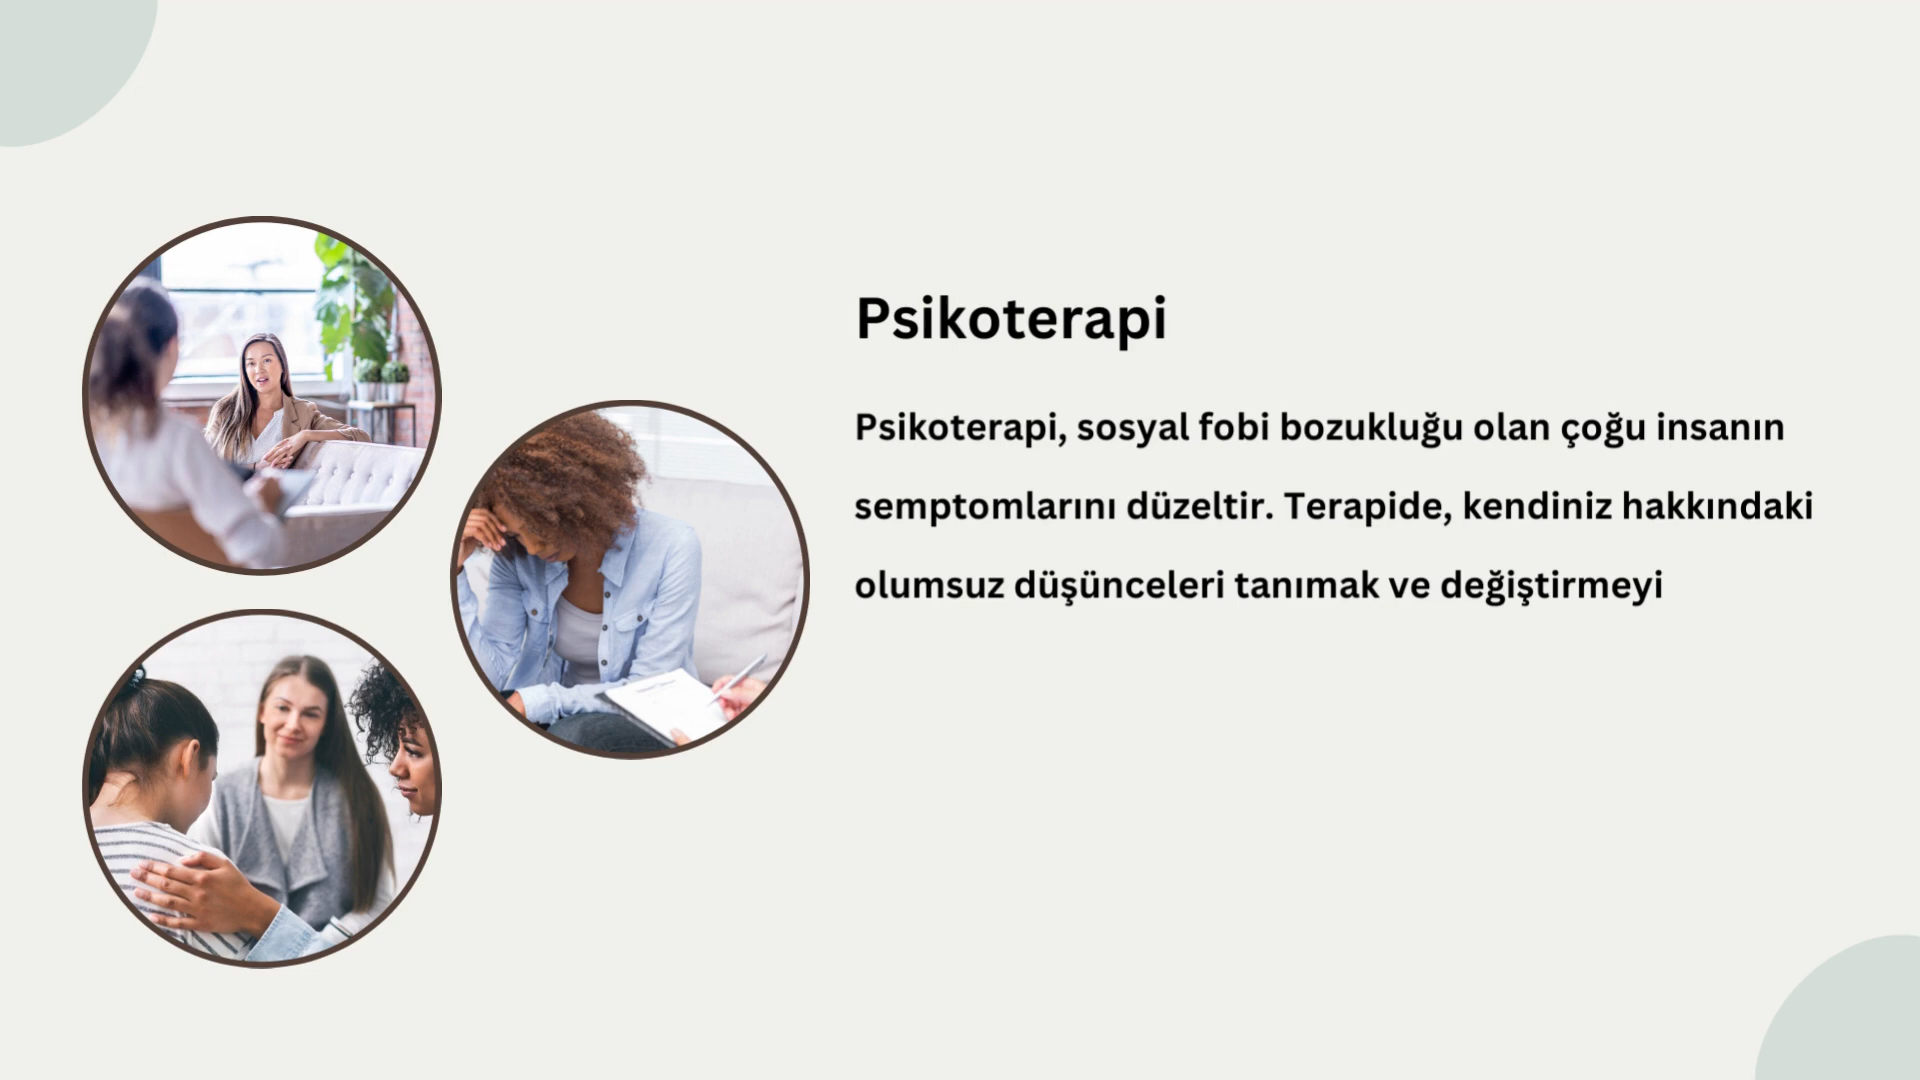 Psikoterapi
Psikoterapi, sosyal fobi bozukluğu olan çoğu insanın
semptomlarını düzeltir. Terapide, kendiniz hakkındaki
olumsuz düşünceleri tanımak ve değiştirmeyi